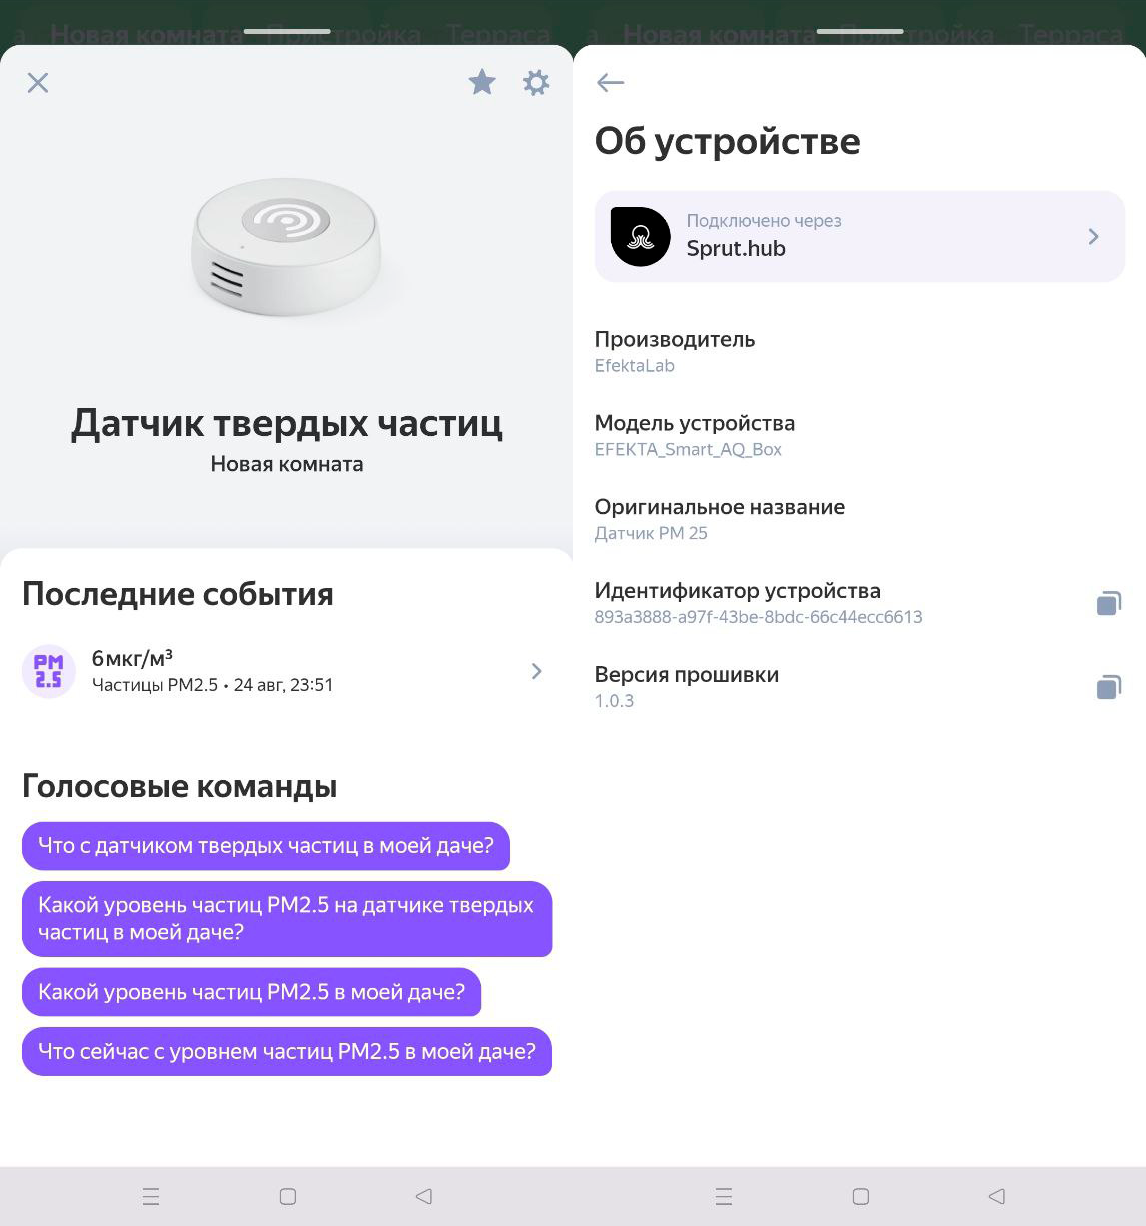 а
Новая комната
Пристройка
Терраса
Датчик твердых частиц
Новая комната
Последние события
PM
2.5
6 мкг/м³
Частицы PM2.5 • 24 авг, 23:51
Голосовые команды
Что с датчиком твердых частиц в моей даче?
Какой уровень частиц PM2.5 на датчике твердых
частиц в моей даче?
Какой уровень частиц PM2.5 в моей даче?
Что сейчас с уровнем частиц PM2.5 в моей даче?
а
Новая комната
Пристройка
Терраса
Об устройстве
Подключено через
Sprut.hub
Производитель
EfektaLab
Модель устройства
EFEKTA_Smart_AQ_Box
Оригинальное название
Датчик PM 25
Идентификатор устройства
893a3888-a97f-43be-8bdc-66c44ecc6613
Версия прошивки
1.0.3